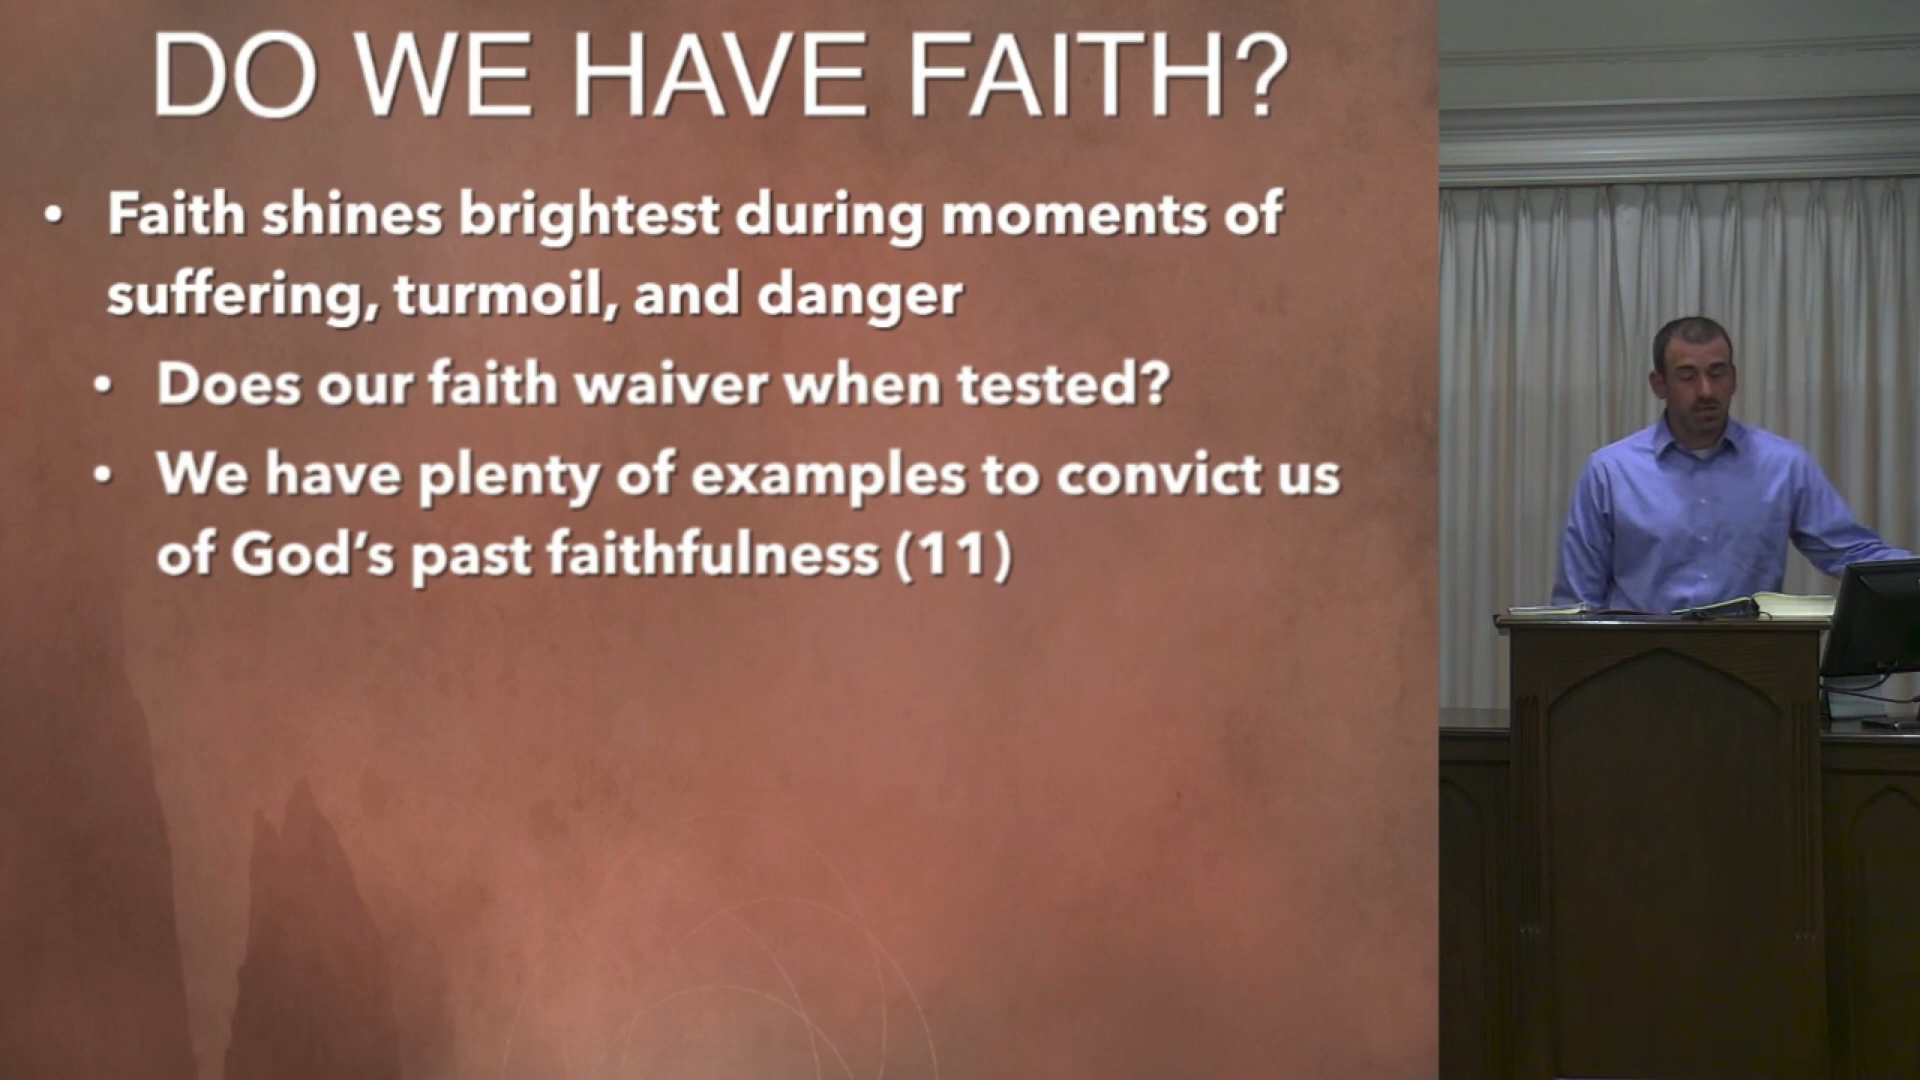 DO WE HAVE FAITH?
• Faith shines brightest during moments of
suffering, turmoil, and danger
• Does our faith waiver when tested?
• We have plenty of examples to convict us
of God's past faithfulness (11)